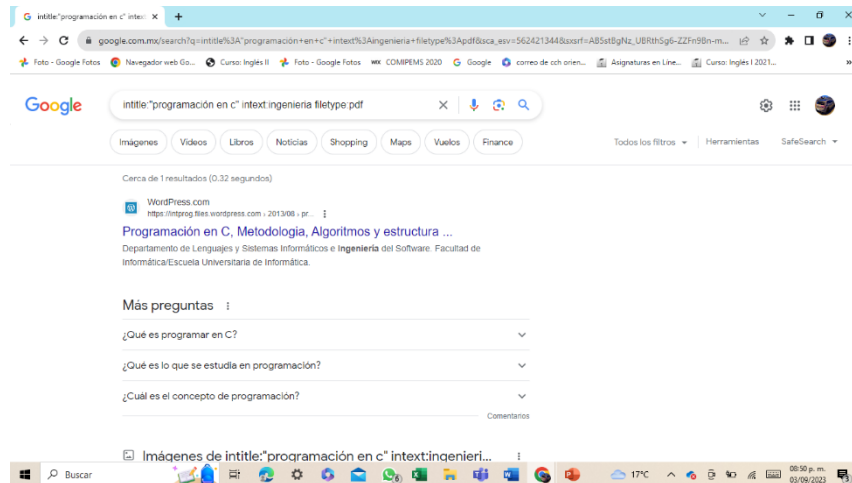 intitle:"programación en c" intext
google.com.mx/search?q=intitle%3A"programación+en+c"+intext%3Aingenieria+filetype%3Apdf&sca_esv=562421344&sxsrf=AB5stBgNz_UBRthSg6-ZZFn9Bn-m...
Foto - Google Fotos Navegador web Go... Curso: Inglés II Foto - Google Fotos WX COMIPEMS 2020 Google correo de cch orien... Asignaturas en Line... Curso: Inglés I 2021...
Google
intitle:"programación en c" intext:ingenieria filetype:pdf
Imágenes Videos Libros Noticias Shopping Maps Vuelos Finance Todos los filtros Herramientas SafeSearch
Cerca de 1 resultados (0.32 segundos)
WordPress.com
https://intprog.files.wordpress.com › 2013/08 › pr...
Programación en C, Metodologia, Algoritmos y estructura ...
Departamento de Lenguajes y Sistemas Informáticos e Ingeniería del Software. Facultad de
Informática/Escuela Universitaria de Informática.
Más preguntas
¿Qué es programar en C?
¿Qué es lo que se estudia en programación?
¿Cuál es el concepto de programación?
Comentarios
Imágenes de intitle:"programación en c" intext:ingenieri...
Buscar
17°C
08:50 p. m.
03/09/2023